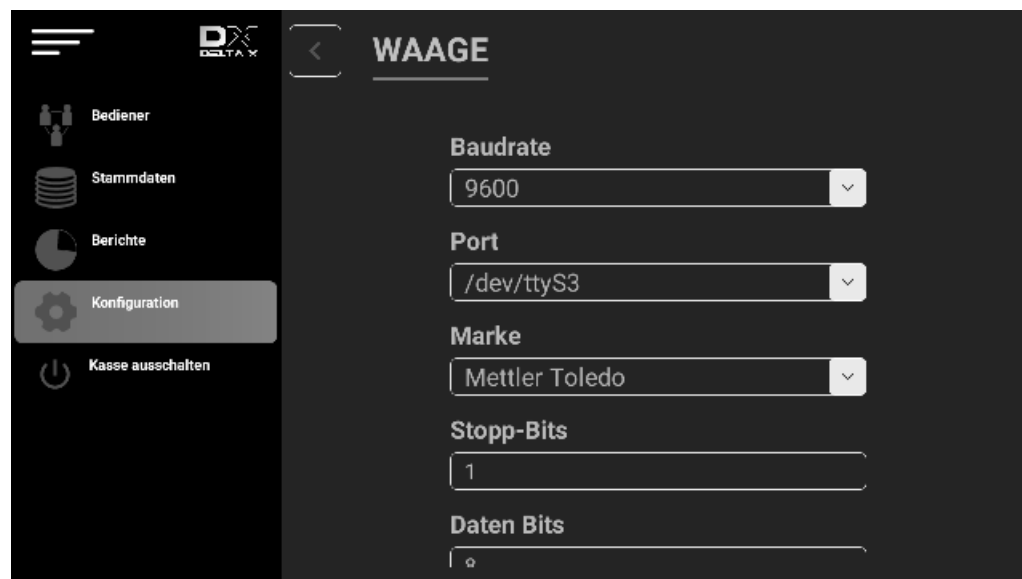 DX
DELTA X
WAAGE
Bediener
Stammdaten
Berichte
Konfiguration
Kasse ausschalten
Baudrate
9600
Port
/dev/ttyS3
Marke
Mettler Toledo
Stopp-Bits
1
Daten Bits